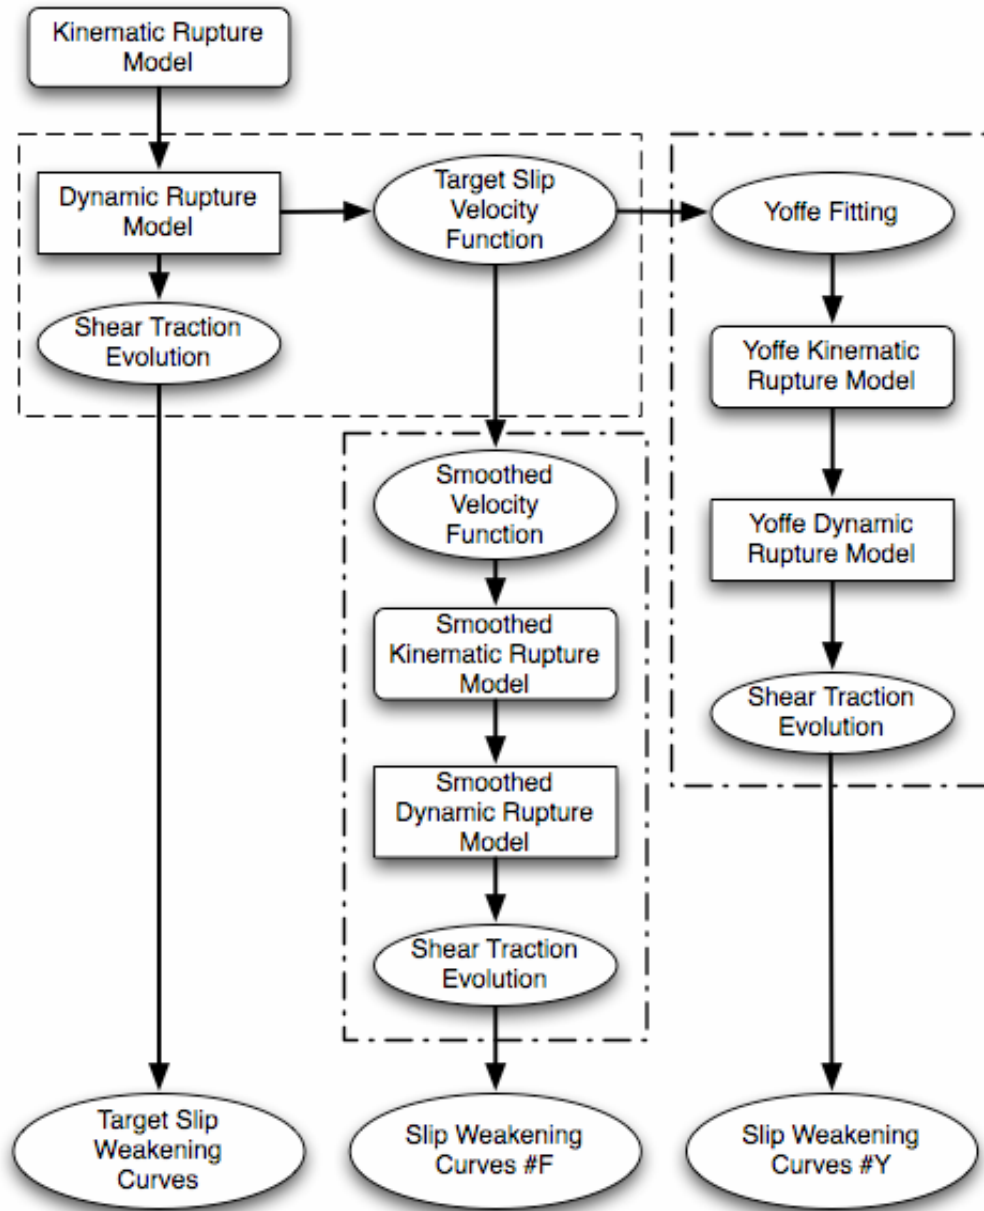 Kinematic Rupture
Model
Dynamic Rupture
Model
Target Slip
Velocity
Function
Yoffe Fitting
Shear Traction
Evolution
Yoffe Kinematic
Rupture Model
Smoothed
Velocity
Function
Yoffe Dynamic
Rupture Model
Smoothed
Kinematic Rupture
Model
Shear Traction
Evolution
Smoothed
Dynamic Rupture
Model
Shear Traction
Evolution
Target Slip
Weakening
Curves
Slip Weakening
Curves #F
Slip Weakening
Curves #Y